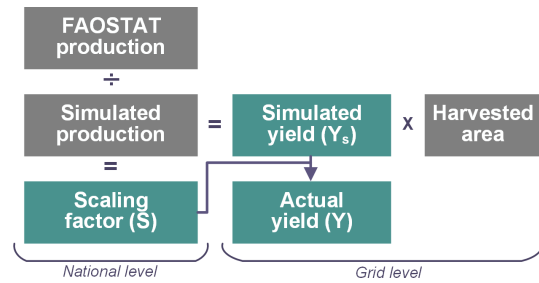 FAOSTAT
production
÷
Simulated
production
=
Simulated
yield (Yₛ)
x
Harvested
area
=
Scaling
factor (S)
Actual
yield (Y)
National level
Grid level